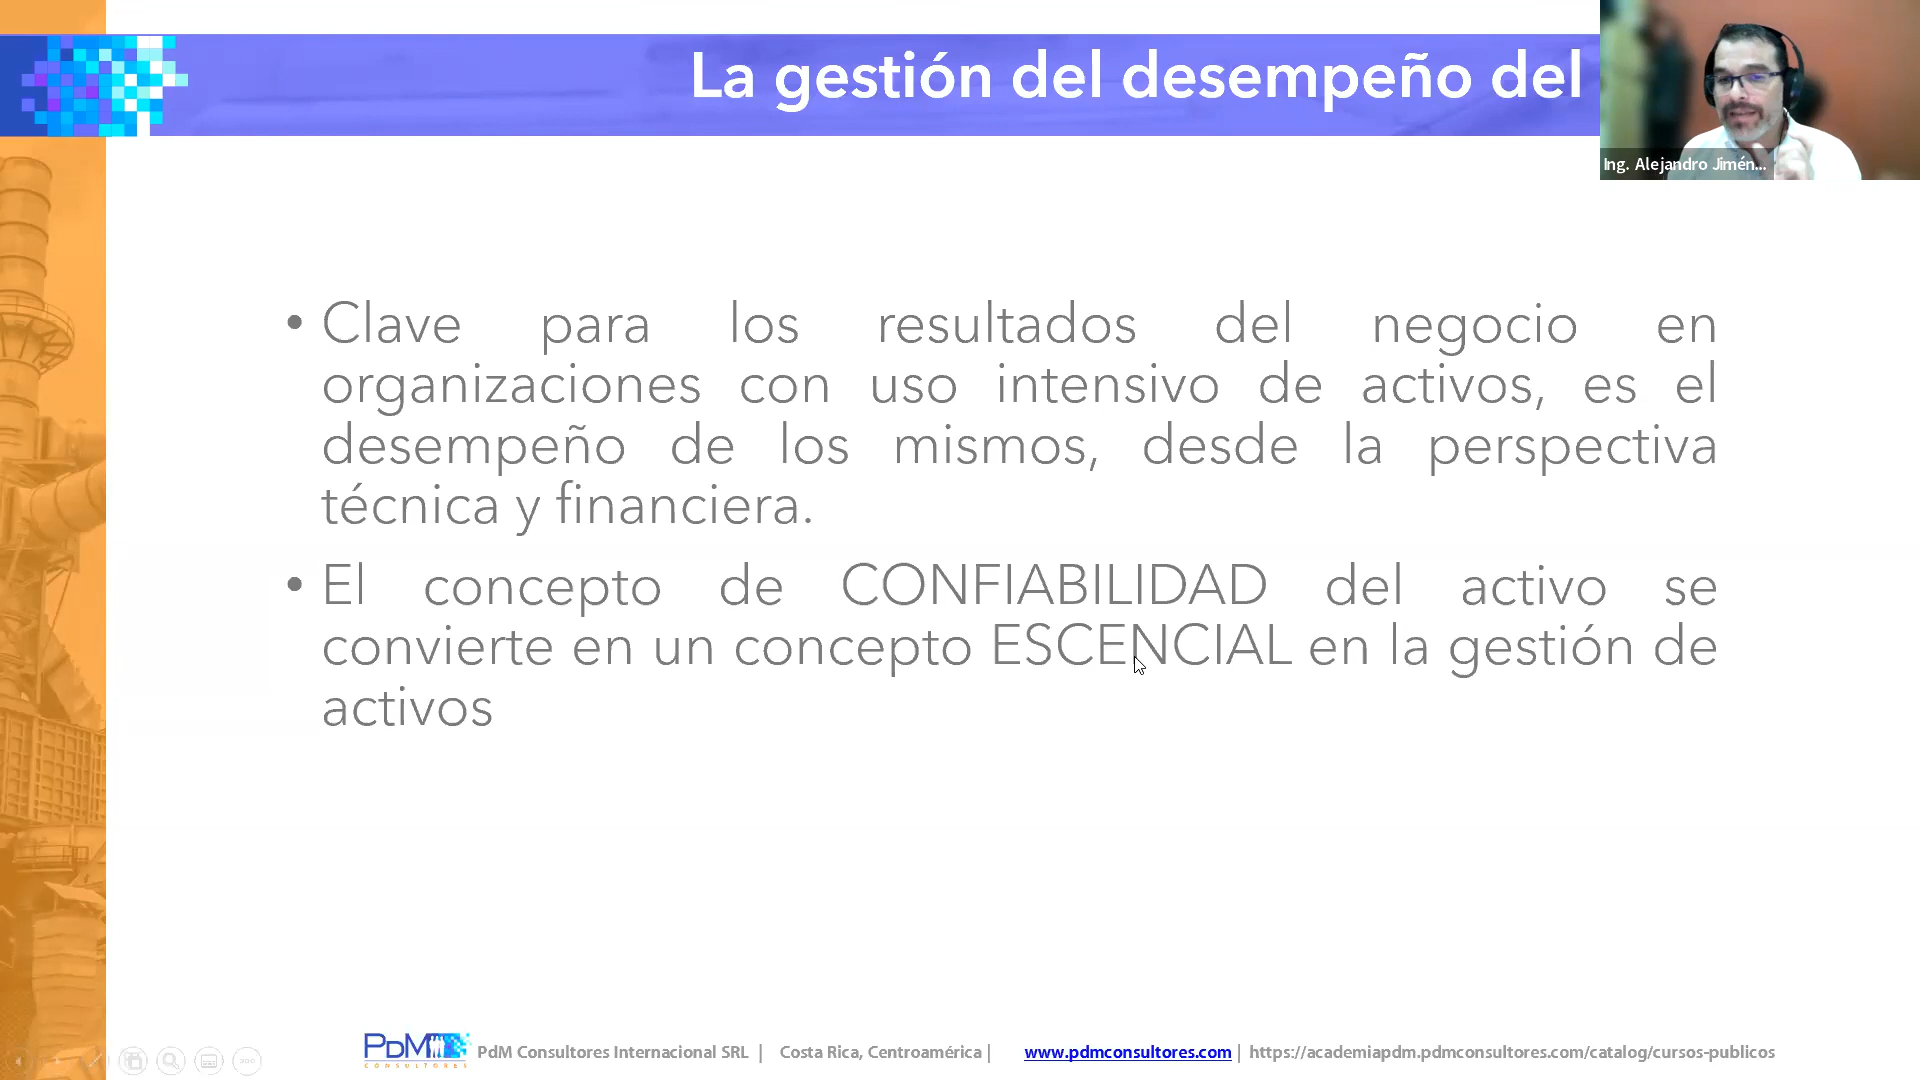 La gestión del desempeño del
Ing. Alejandro Jimén...
• Clave para los resultados del negocio en
organizaciones con uso intensivo de activos, es el
desempeño de los mismos, desde la perspectiva
técnica y financiera.
• El concepto de CONFIABILIDAD del activo se
convierte en un concepto ESCENCIAL en la gestión de
activos
PdM
CONSULTORES
PdM Consultores Internacional SRL | Costa Rica, Centroamérica | www.pdmconsultores.com | https://academiapdm.pdmconsultores.com/catalog/cursos-publicos